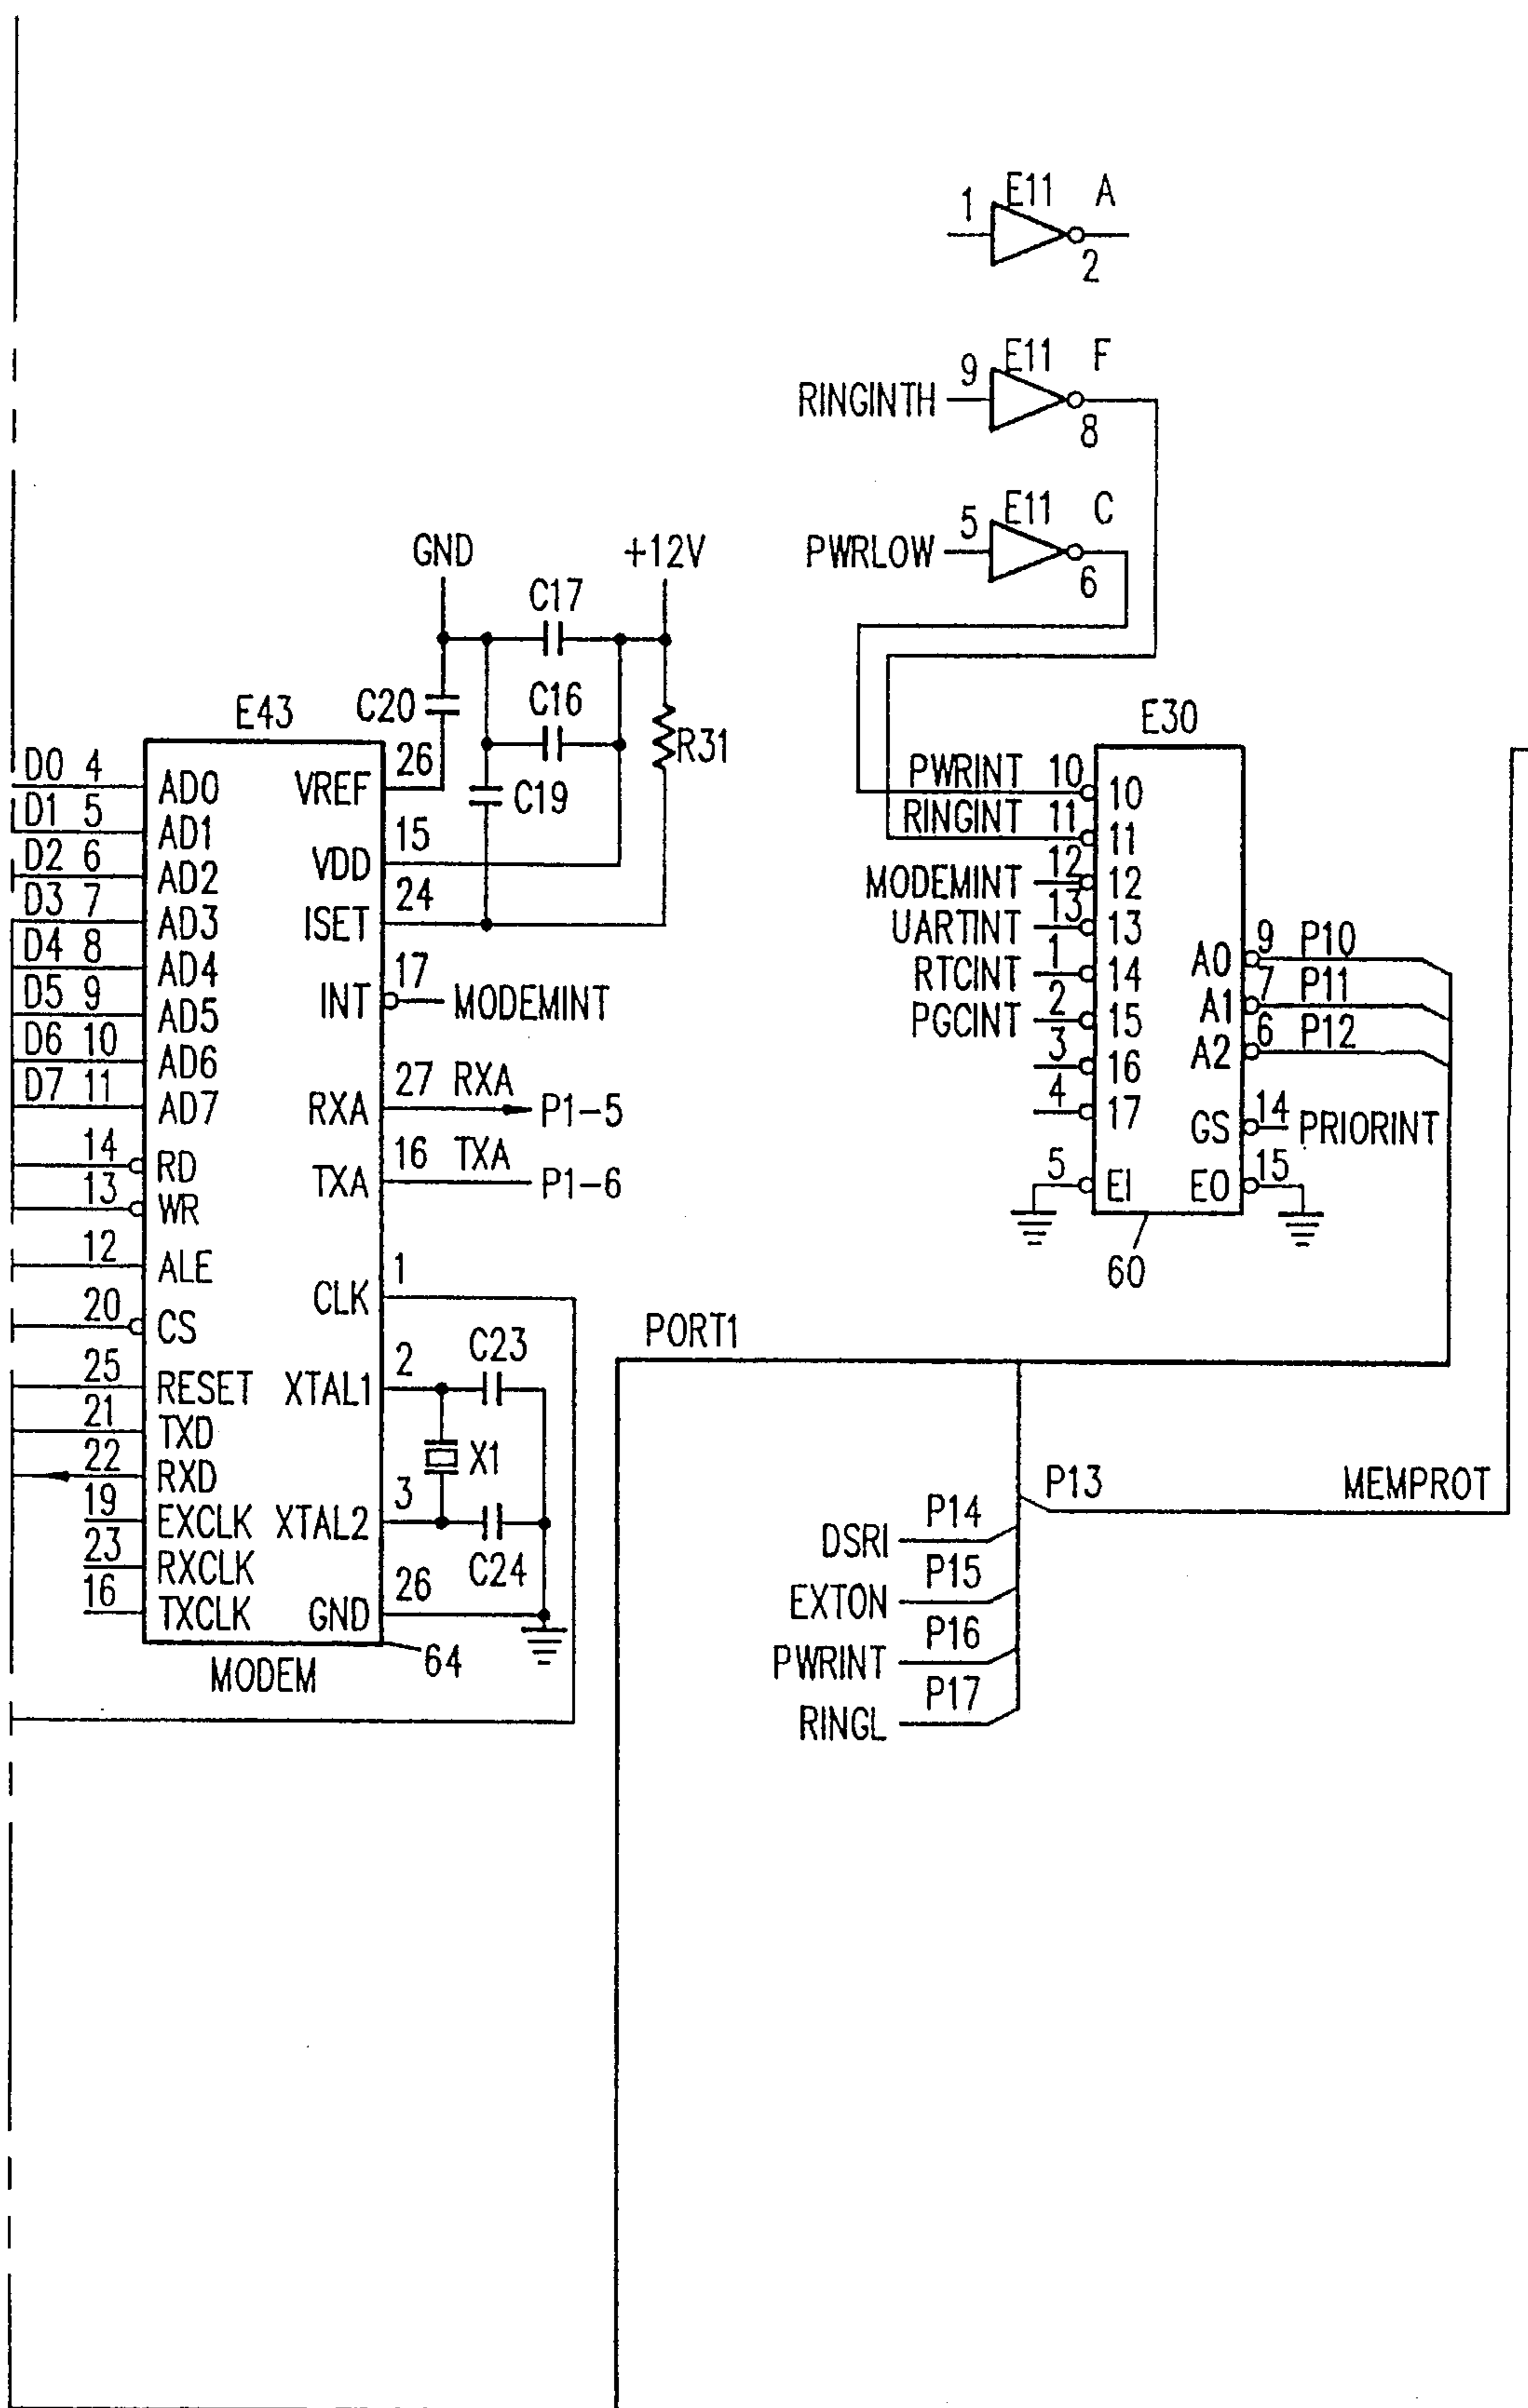 1 E11 A
2
RINGINTH 9 E11 F
8
PWRLOW 5 E11 C
6
GND +12V
C17
C20 C16 R31
C19
E43
D0 4 AD0 VREF 26
D1 5 AD1
D2 6 AD2 VDD 15
D3 7 AD3 ISET 24
D4 8 AD4
D5 9 AD5 INT 17 MODEMINT
D6 10 AD6
D7 11 AD7 RXA 27 RXA P1-5
14 RD TXA 16 TXA P1-6
13 WR
12 ALE CLK 1
20 CS
25 RESET XTAL1 2 C23
21 TXD
22 RXD X1
19 EXCLK XTAL2 3 C24
23 RXCLK
16 TXCLK GND 26
MODEM 64
E30
PWRINT 10 10
RINGINT 11 11
MODEMINT 12 12
UARTINT 13 13
RTCINT 1 14 A0 9 P10
PGCINT 2 15 A1 7 P11
3 16 A2 6 P12
4 17 GS 14 PRIORINT
5 EI EO 15
60
PORT1
P13 MEMPROT
DSRI P14
EXTON P15
PWRINT P16
RINGL P17